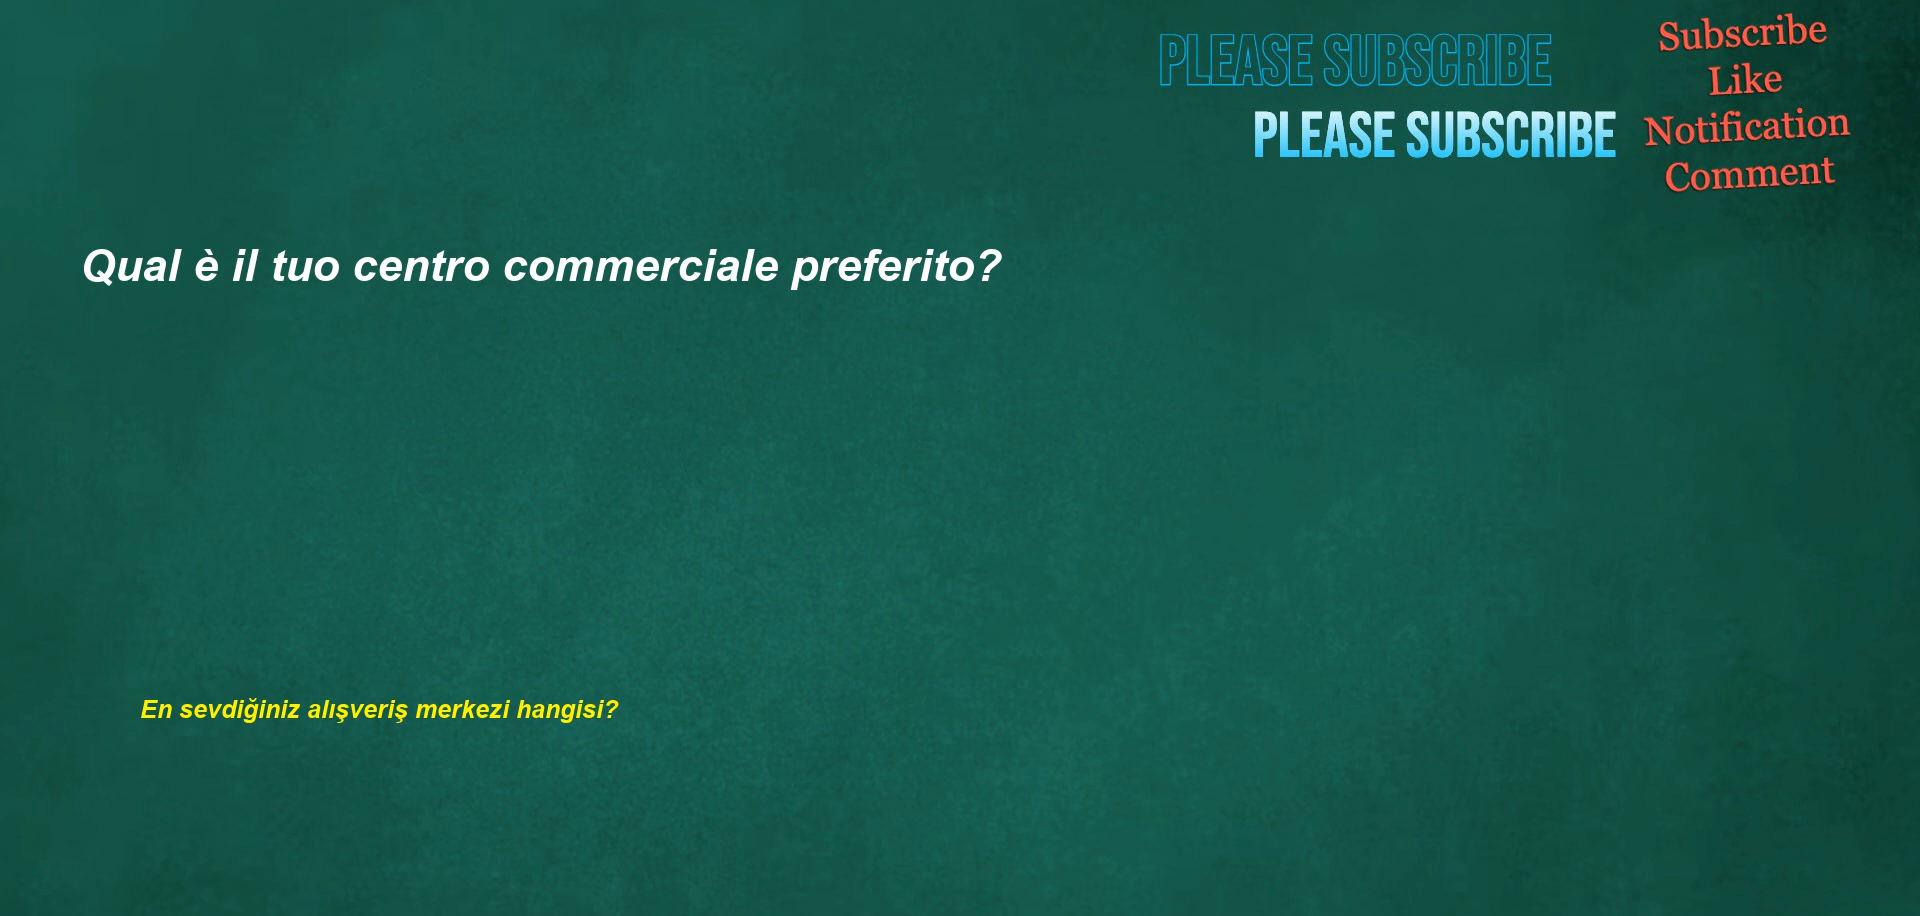 PLEASE SUBSCRIBE
PLEASE SUBSCRIBE
Subscribe
Like
Notification
Comment
Qual è il tuo centro commerciale preferito?
En sevdiğiniz alışveriş merkezi hangisi?